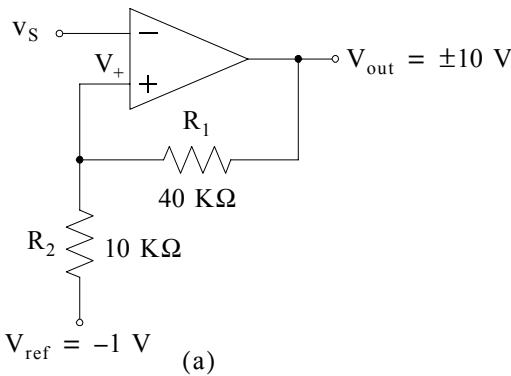 v_S
−
V_+
+
V_out = ±10 V
R_1
40 KΩ
R_2 10 KΩ
V_ref = −1 V
(a)